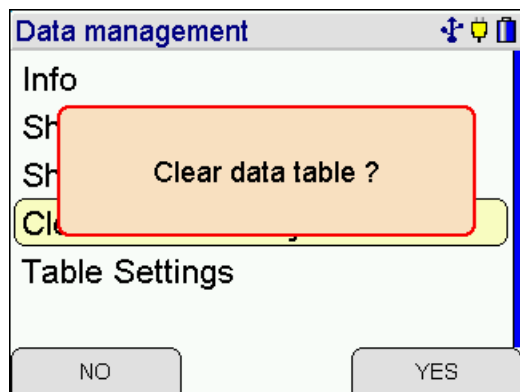 Data management
Info
Sh
Sh
Clear data table ?
Cl
Table Settings
NO
YES